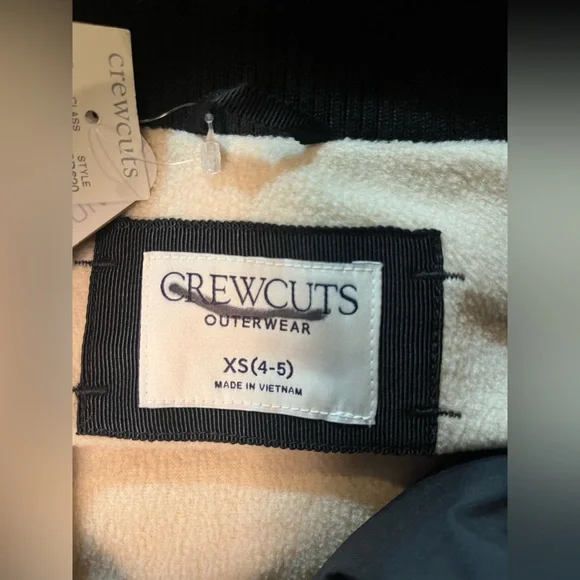 crewcuts
CLASS
STYLE
CREWCUTS
OUTERWEAR
XS(4-5)
MADE IN VIETNAM